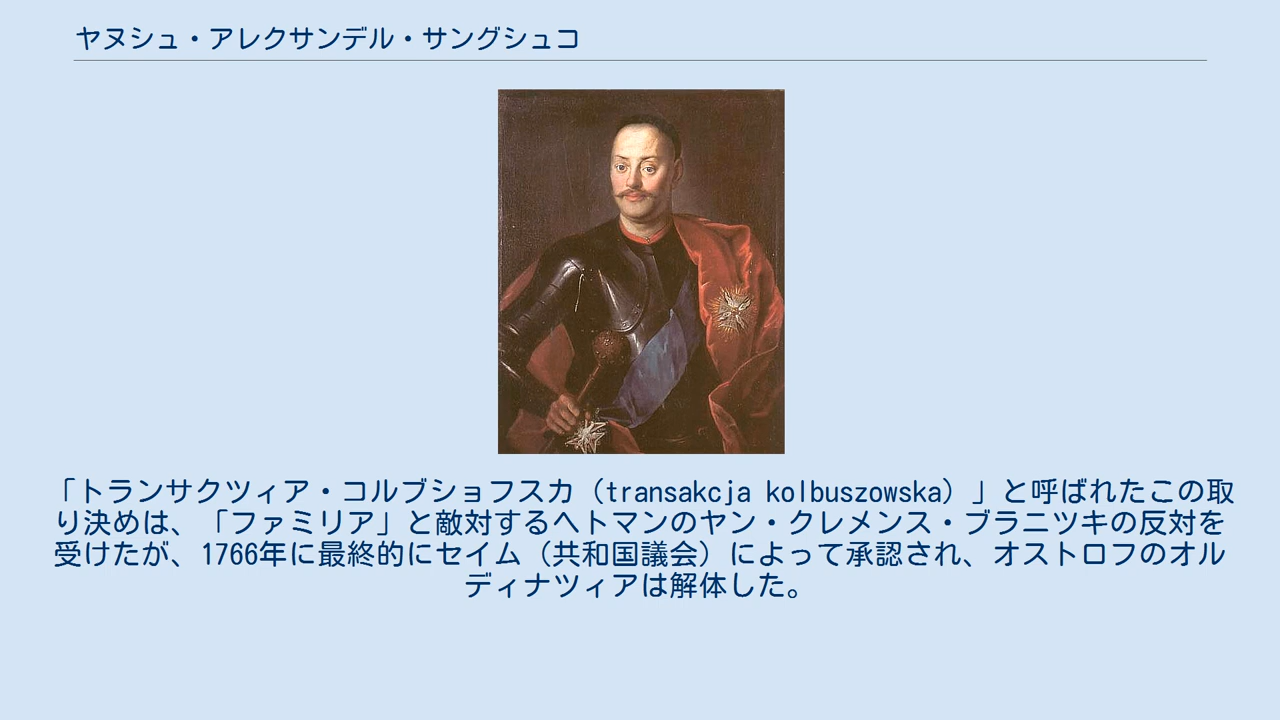 ヤヌシュ・アレクサンデル・サングシュコ
「トランサクツィア・コルブショフスカ（transakcja kolbuszowska）」と呼ばれたこの取
り決めは、「ファミリア」と敵対するヘトマンのヤン・クレメンス・ブラニツキの反対を
受けたが、1766年に最終的にセイム（共和国議会）によって承認され、オストロフのオル
ディナツィアは解体した。